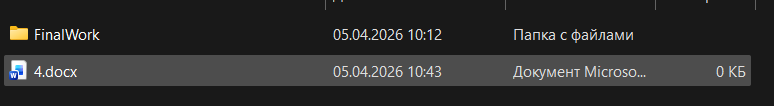 FinalWork 05.04.2026 10:12 Папка с файлами
4.docx 05.04.2026 10:43 Документ Microso... 0 КБ